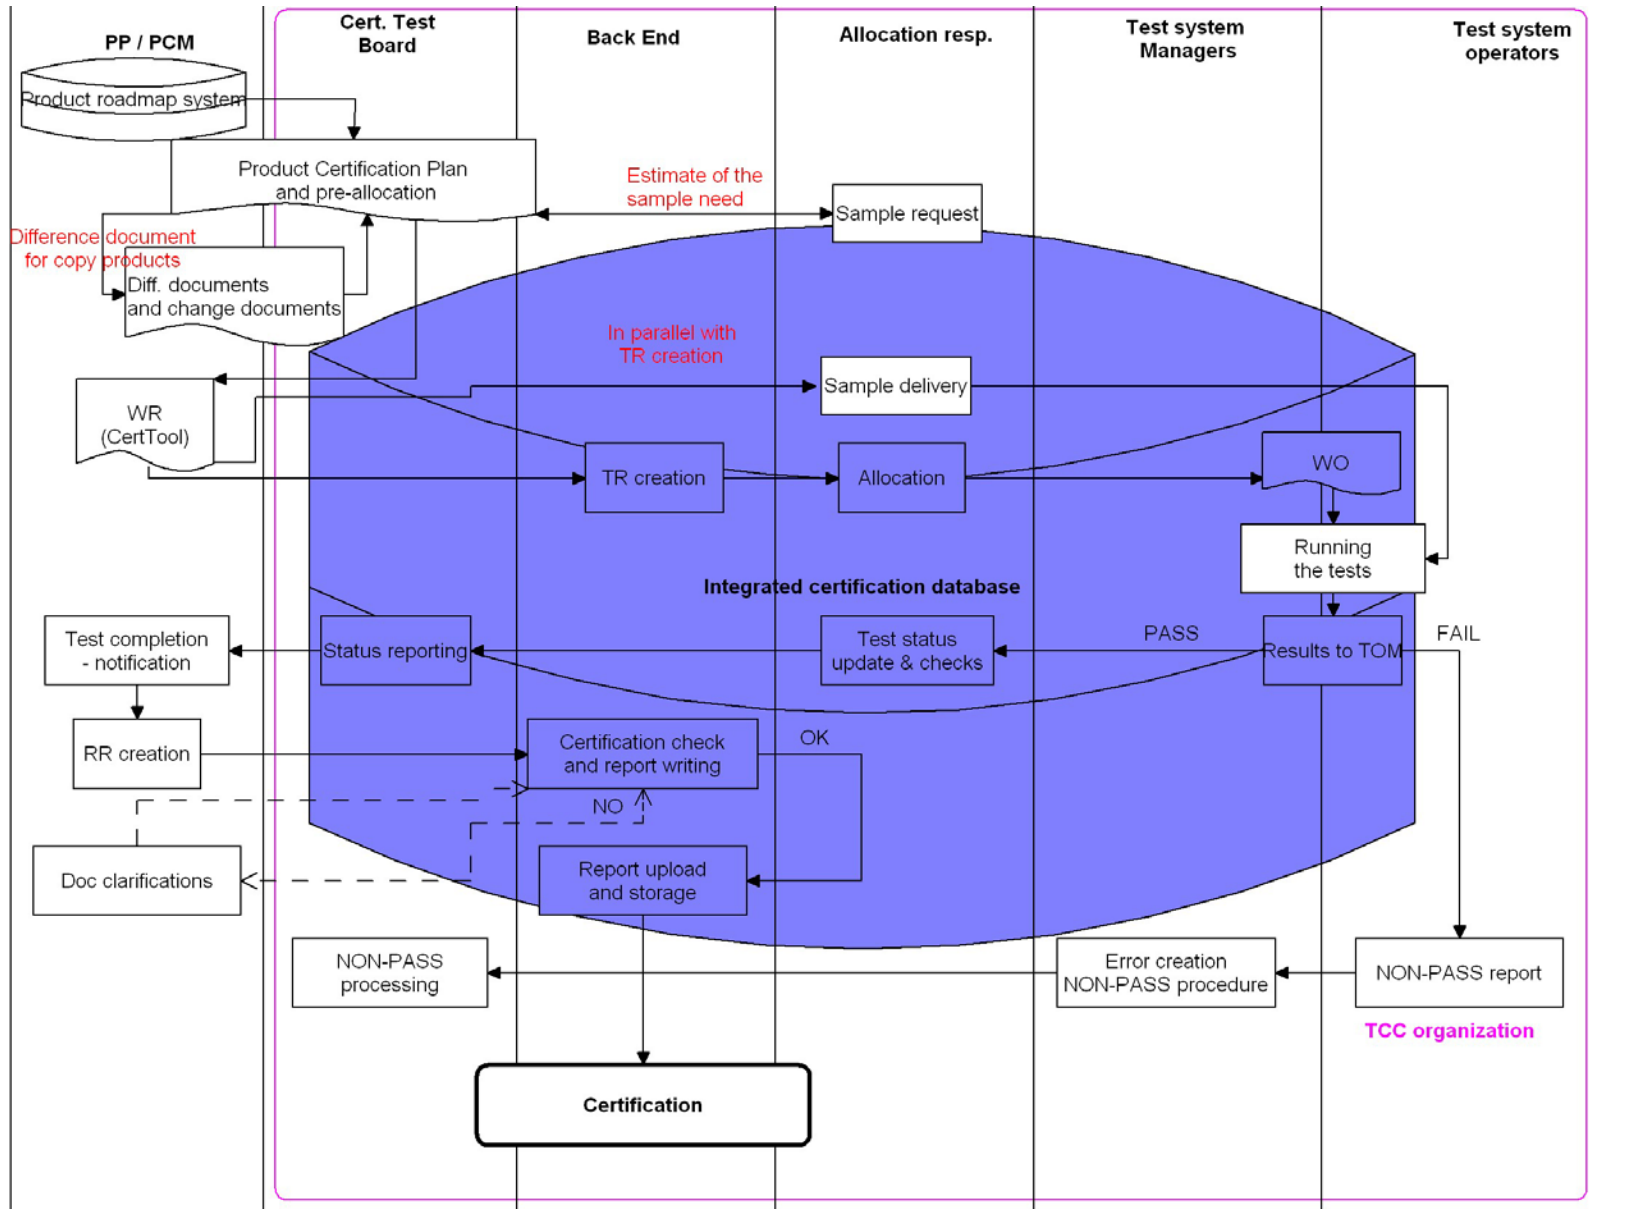 PP / PCM
Cert. Test
Board
Back End
Allocation resp.
Test system
Managers
Test system
operators
Product roadmap system
Product Certification Plan
and pre-allocation
Estimate of the
sample need
Sample request
Difference document
for copy products
Diff. documents
and change documents
In parallel with
TR creation
Sample delivery
WR
(CertTool)
TR creation
Allocation
WO
Running
the tests
Integrated certification database
Test completion
- notification
Status reporting
Test status
update & checks
PASS
Results to TOM
FAIL
RR creation
Certification check
and report writing
OK
NO
Doc clarifications
Report upload
and storage
NON-PASS
processing
Error creation
NON-PASS procedure
NON-PASS report
TCC organization
Certification